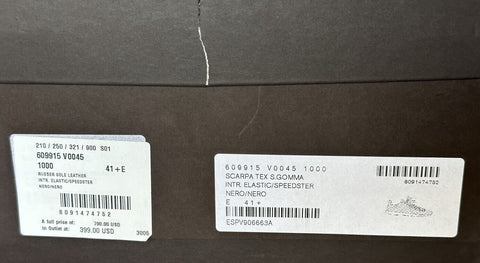 210 / 250 / 321 / 900 S01
609915 V0045
1000
41+E
RUBBER SOLE LEATHER
INTR. ELASTIC/SPEEDSTER
NERO/NERO
8091474752
A full price at: 790.00 USD
In Outlet at: 399.00 USD
3006
609915 V0045 1000
SCARPA TEX S.GOMMA
INTR. ELASTIC/SPEEDSTER
NERO/NERO
E 41+
ESPV906663A
8091474752